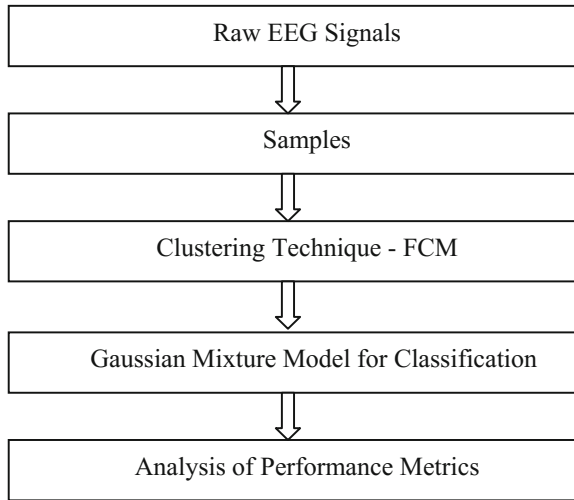 Raw EEG Signals
Samples
Clustering Technique - FCM
Gaussian Mixture Model for Classification
Analysis of Performance Metrics